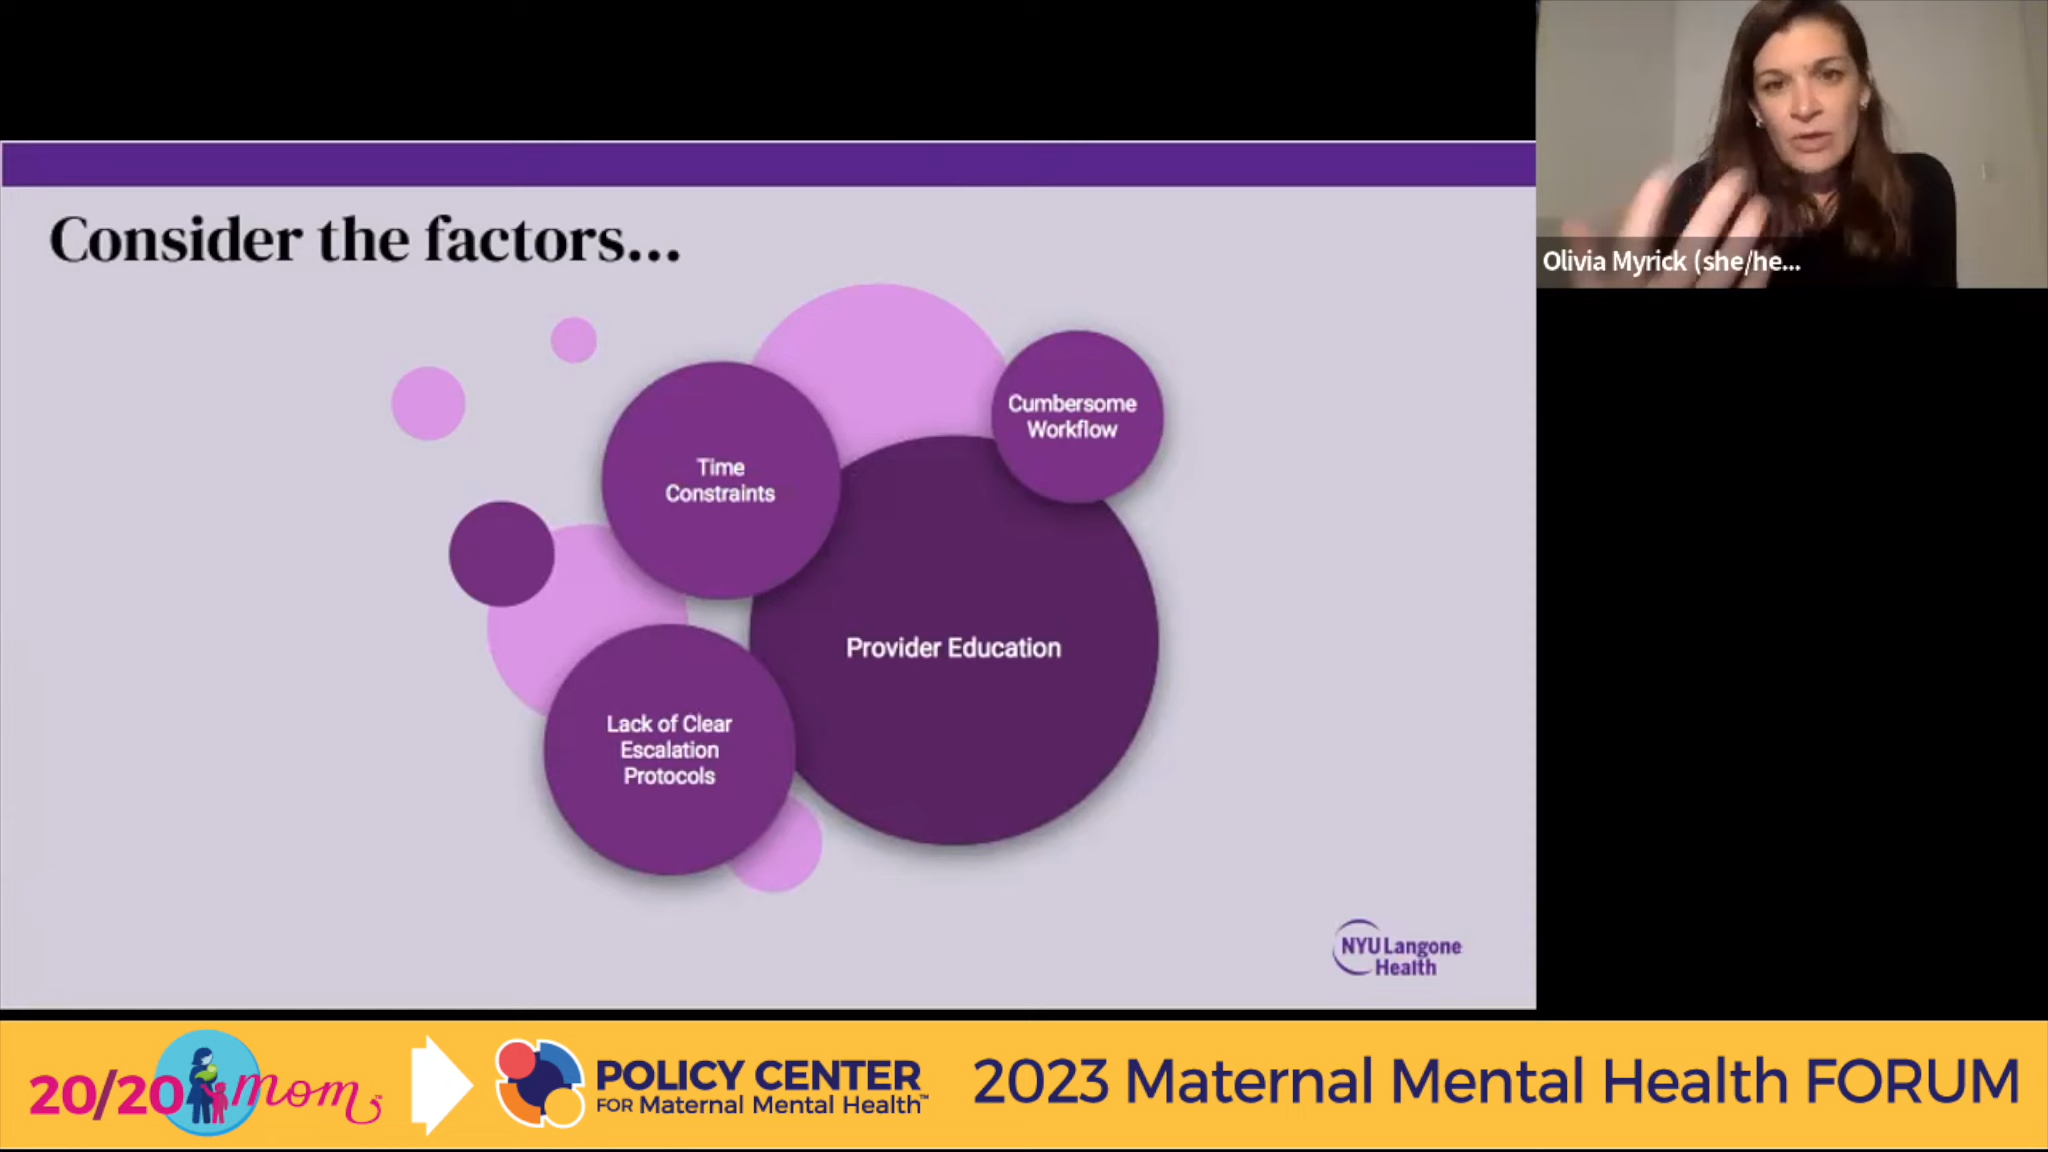 Consider the factors...
Cumbersome
Workflow
Time
Constraints
Provider Education
Lack of Clear
Escalation
Protocols
NYU Langone
Health
Olivia Myrick (she/he...
20/20 mom
POLICY CENTER
FOR Maternal Mental Health™
2023 Maternal Mental Health FORUM